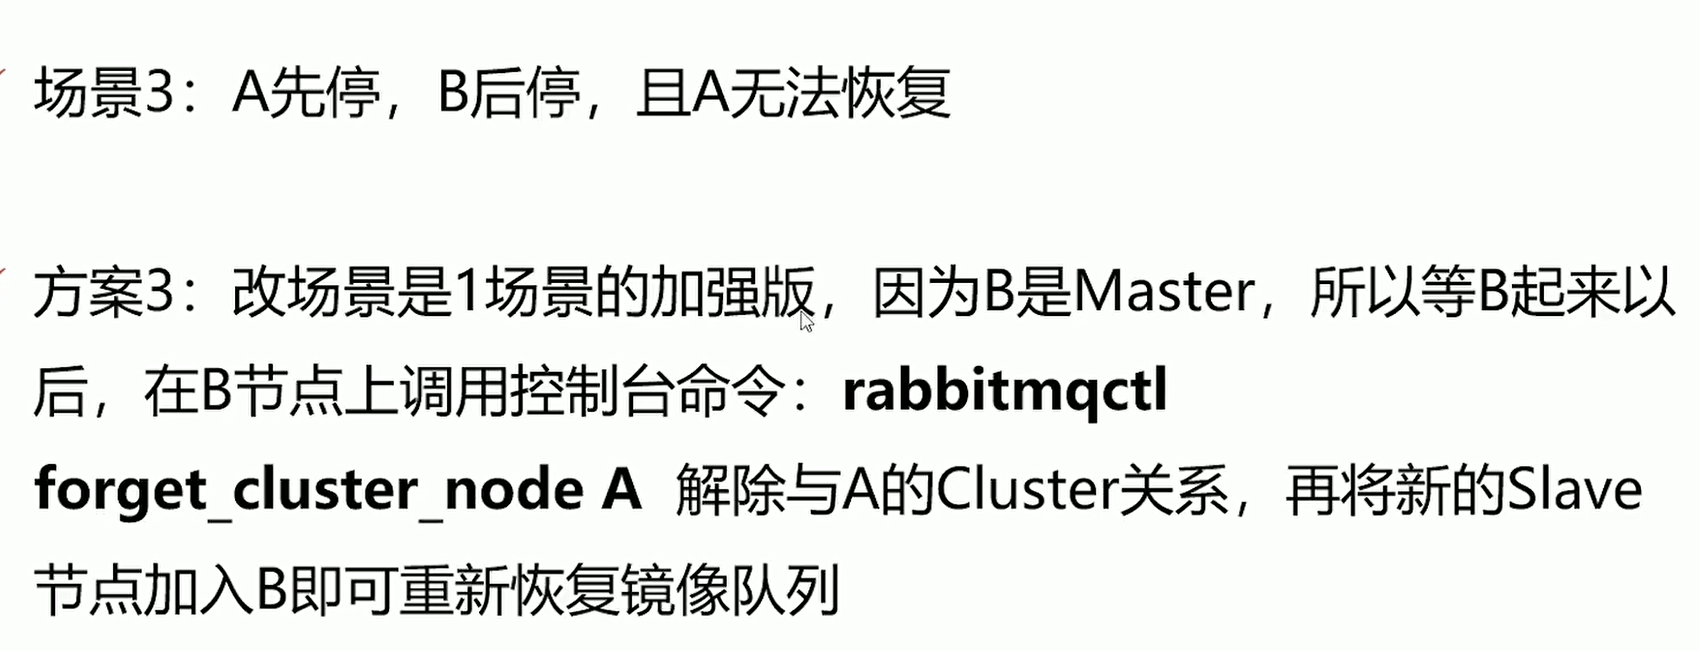 场景3：A先停，B后停，且A无法恢复
方案3：改场景是1场景的加强版，因为B是Master，所以等B起来以
后，在B节点上调用控制台命令：rabbitmqctl
forget_cluster_node A 解除与A的Cluster关系，再将新的Slave
节点加入B即可重新恢复镜像队列